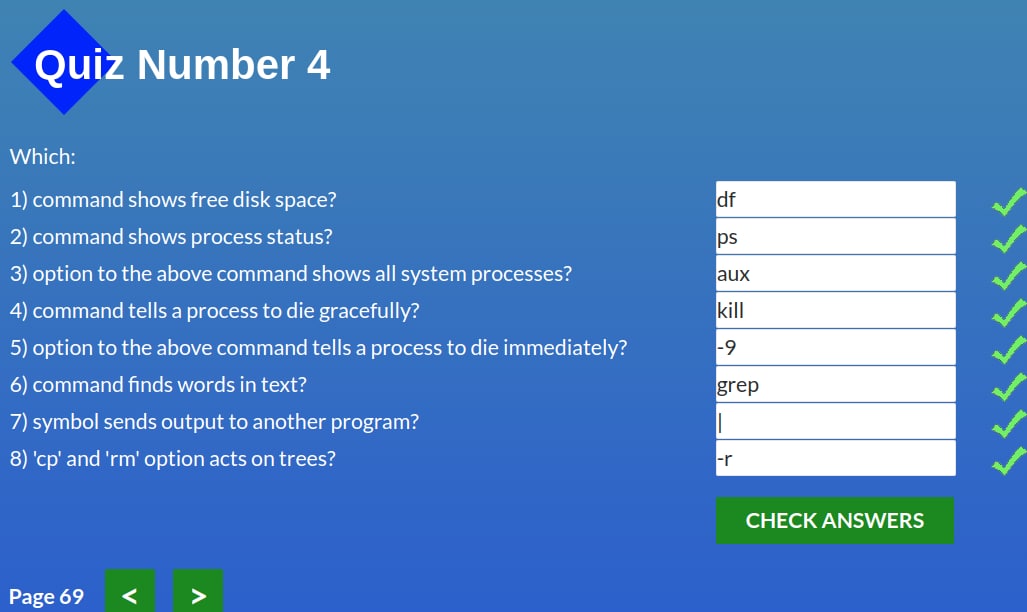 Quiz Number 4
Which:
1) command shows free disk space? df
2) command shows process status? ps
3) option to the above command shows all system processes? aux
4) command tells a process to die gracefully? kill
5) option to the above command tells a process to die immediately? -9
6) command finds words in text? grep
7) symbol sends output to another program? |
8) 'cp' and 'rm' option acts on trees? -r
CHECK ANSWERS
Page 69 < >